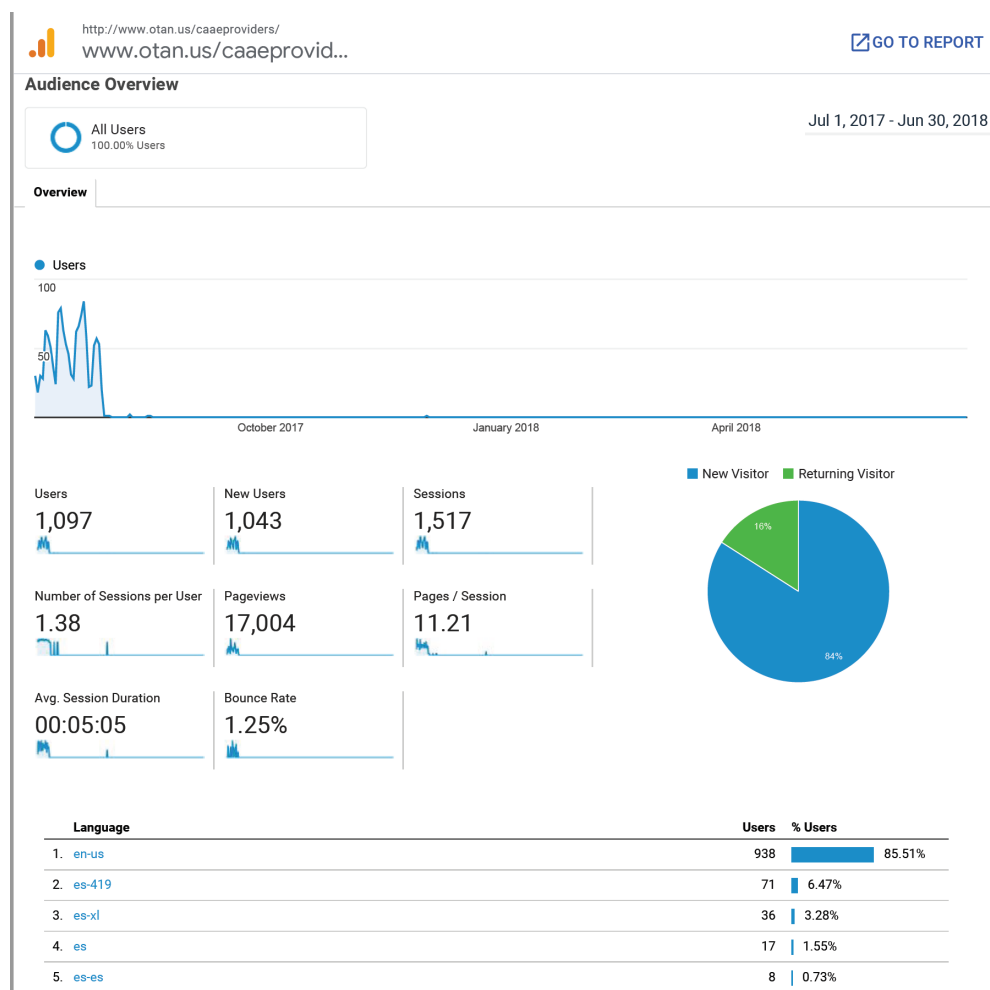 http://www.otan.us/caaeproviders/
www.otan.us/caaeprovid...
GO TO REPORT
Audience Overview
All Users
100.00% Users
Jul 1, 2017 - Jun 30, 2018
Overview
Users
100
50
October 2017
January 2018
April 2018
New Visitor
Returning Visitor
16%
84%
Users
1,097
New Users
1,043
Sessions
1,517
Number of Sessions per User
1.38
Pageviews
17,004
Pages / Session
11.21
Avg. Session Duration
00:05:05
Bounce Rate
1.25%
Language Users % Users
1. en-us 938 85.51%
2. es-419 71 6.47%
3. es-xl 36 3.28%
4. es 17 1.55%
5. es-es 8 0.73%